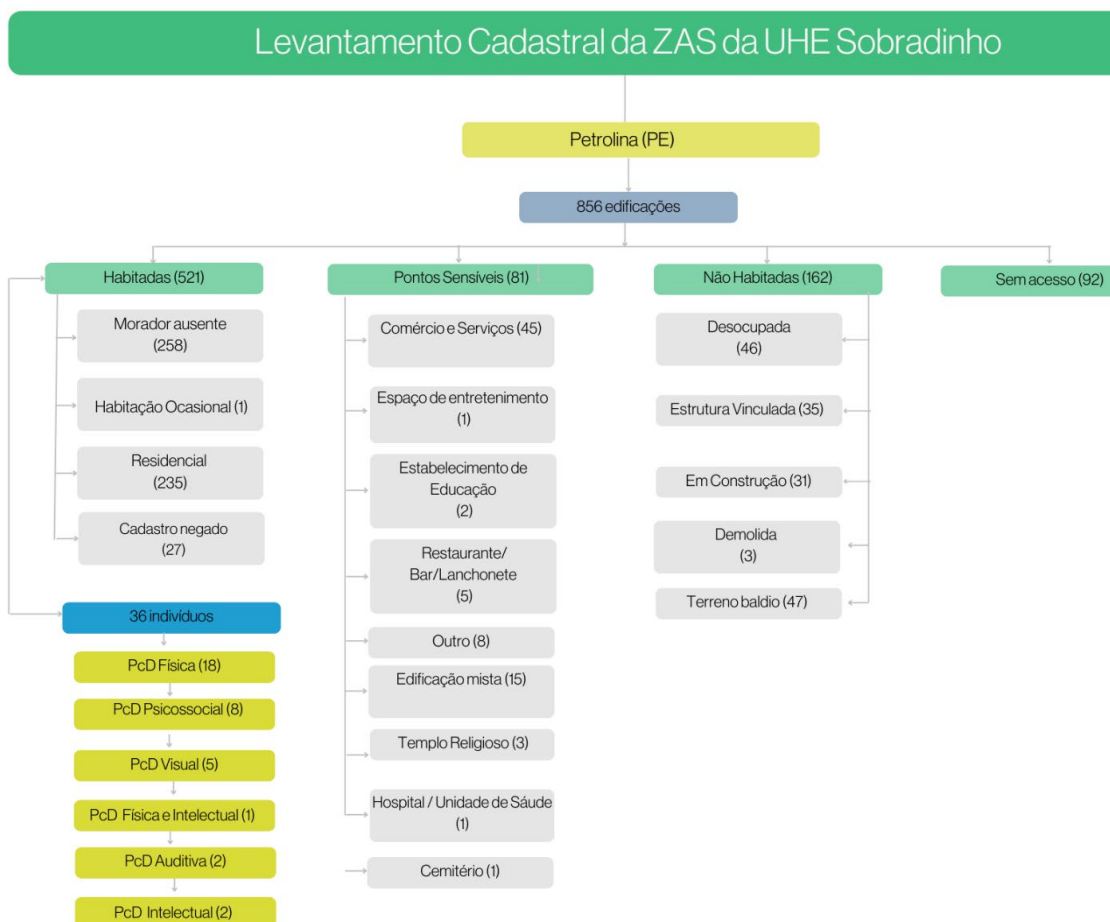 Levantamento Cadastral da ZAS da UHE Sobradinho
Petrolina (PE)
856 edificações
Habitadas (521)
Morador ausente
(258)
Habitação Ocasional (1)
Residencial
(235)
Cadastro negado
(27)
36 indivíduos
PcD Física (18)
PcD Psicossocial (8)
PcD Visual (5)
PcD Física e Intelectual (1)
PcD Auditiva (2)
PcD Intelectual (2)
Pontos Sensíveis (81)
Comércio e Serviços (45)
Espaço de entretenimento
(1)
Estabelecimento de
Educação
(2)
Restaurante/
Bar/Lanchonete
(5)
Outro (8)
Edificação mista (15)
Templo Religioso (3)
Hospital / Unidade de Sáude
(1)
Cemitério (1)
Não Habitadas (162)
Desocupada
(46)
Estrutura Vinculada (35)
Em Construção (31)
Demolida
(3)
Terreno baldio (47)
Sem acesso (92)